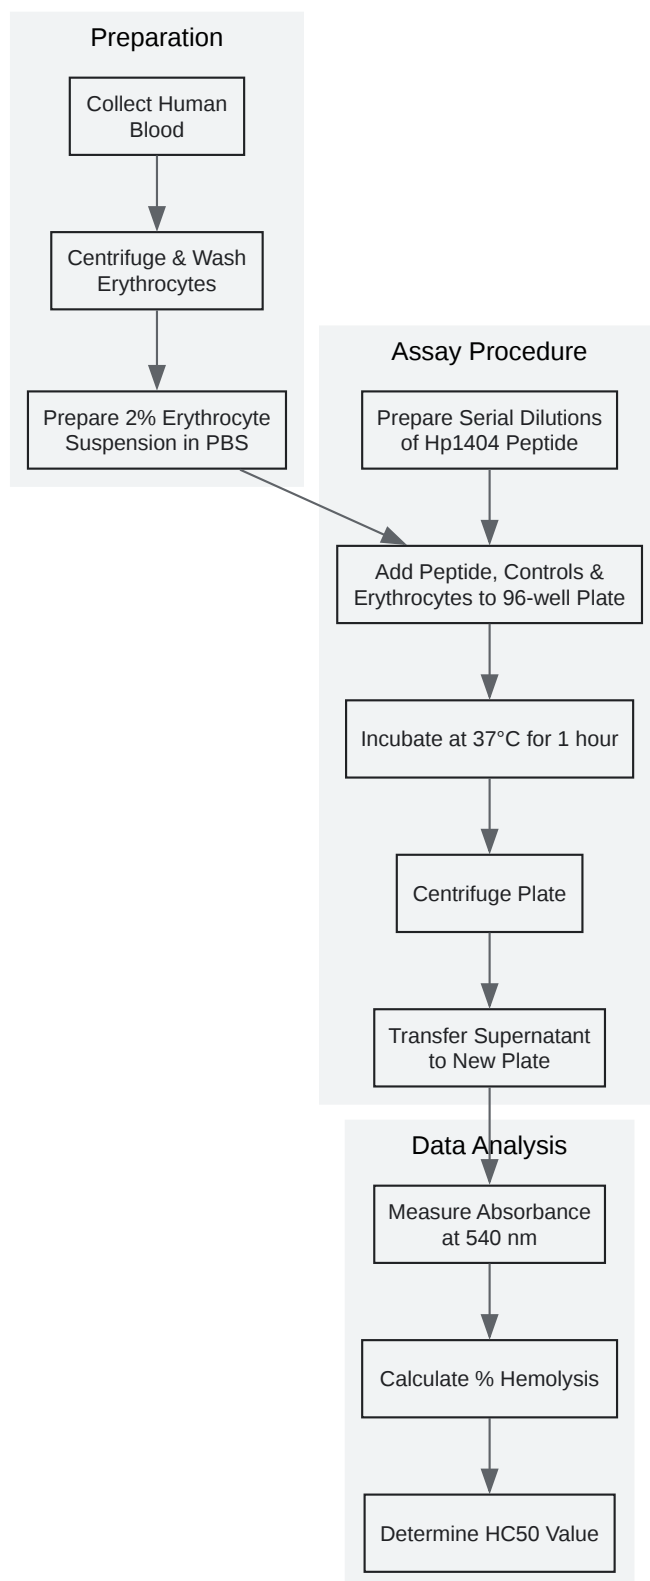 Preparation
Collect Human
Blood
Centrifuge & Wash
Erythrocytes
Prepare 2% Erythrocyte
Suspension in PBS
Assay Procedure
Prepare Serial Dilutions
of Hp1404 Peptide
Add Peptide, Controls &
Erythrocytes to 96-well Plate
Incubate at 37°C for 1 hour
Centrifuge Plate
Transfer Supernatant
to New Plate
Data Analysis
Measure Absorbance
at 540 nm
Calculate % Hemolysis
Determine HC50 Value